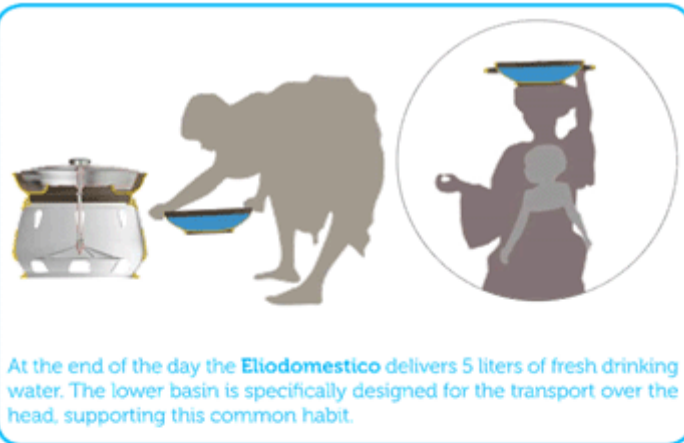 At the end of the day the Eliodomestico delivers 5 liters of fresh drinking
water. The lower basin is specifically designed for the transport over the
head, supporting this common habit.